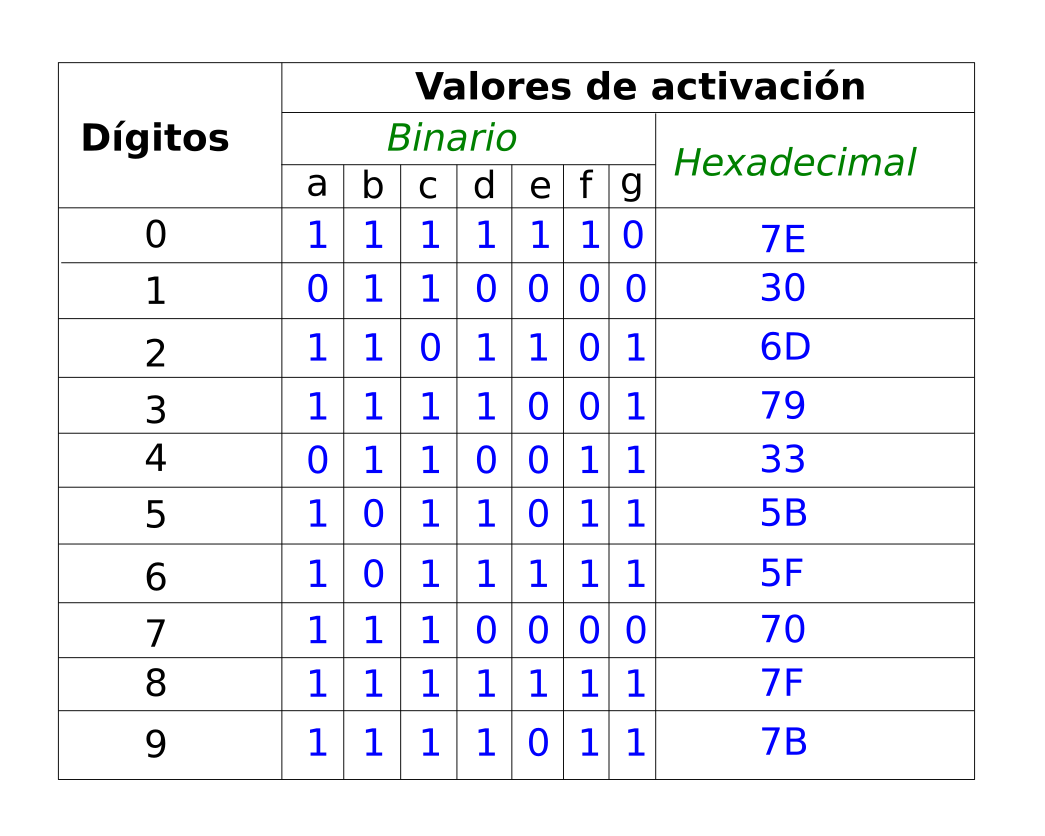 Valores de activación
Dígitos
Binario
Hexadecimal
a b c d e f g
0 1 1 1 1 1 1 0 7E
1 0 1 1 0 0 0 0 30
2 1 1 0 1 1 0 1 6D
3 1 1 1 1 0 0 1 79
4 0 1 1 0 0 1 1 33
5 1 0 1 1 0 1 1 5B
6 1 0 1 1 1 1 1 5F
7 1 1 1 0 0 0 0 70
8 1 1 1 1 1 1 1 7F
9 1 1 1 1 0 1 1 7B